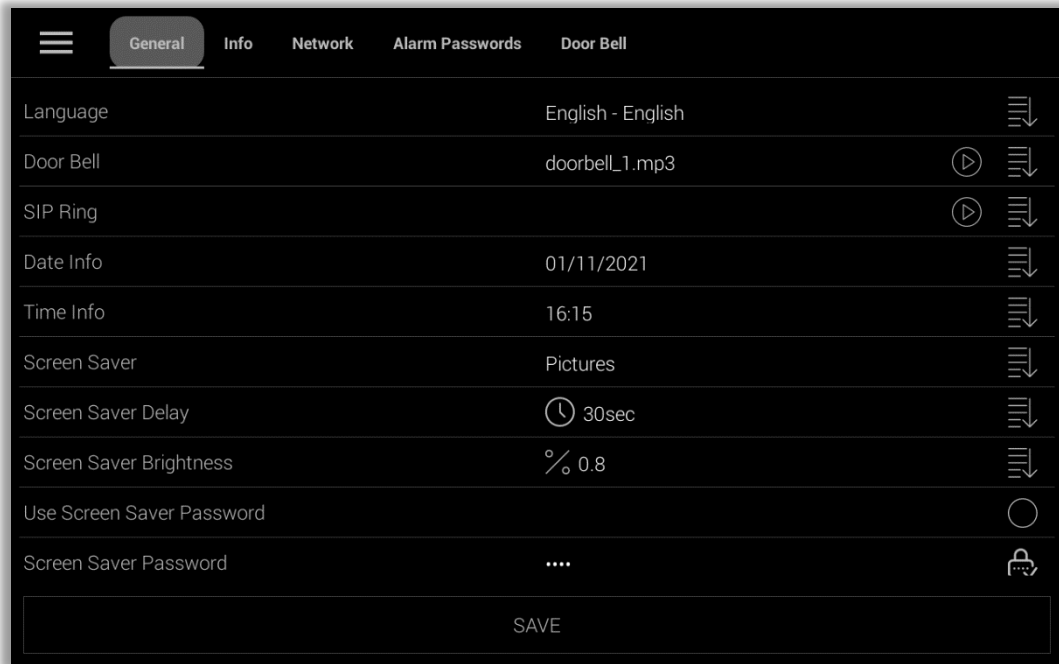 General Info Network Alarm Passwords Door Bell
Language English - English
Door Bell doorbell_1.mp3
SIP Ring
Date Info 01/11/2021
Time Info 16:15
Screen Saver Pictures
Screen Saver Delay 30sec
Screen Saver Brightness % 0.8
Use Screen Saver Password
Screen Saver Password ••••
SAVE